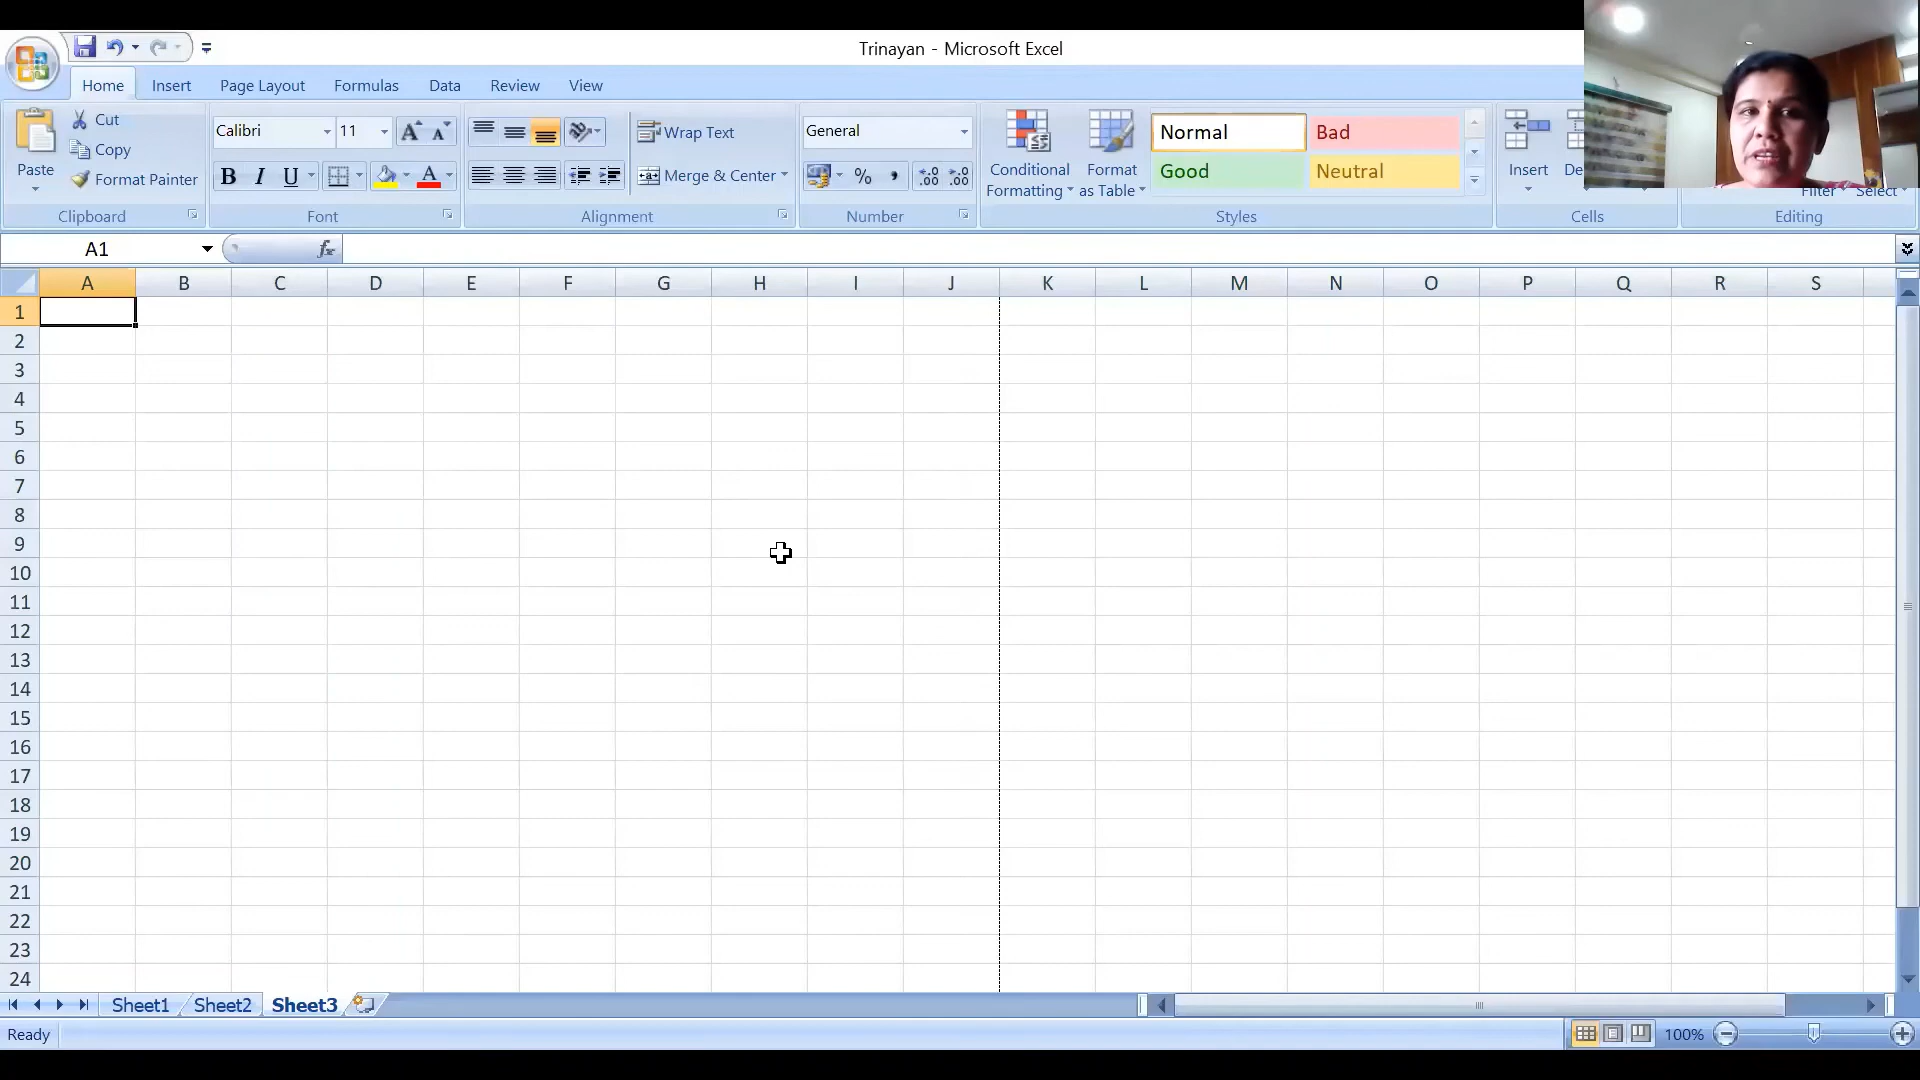 Trinayan - Microsoft Excel
Home Insert Page Layout Formulas Data Review View
Paste
Cut
Copy
Format Painter
Clipboard
Calibri 11
B I U A
Font
Wrap Text
Merge & Center
Alignment
General
% ,
Number
Conditional Formatting
Format as Table
Normal Bad
Good Neutral
Styles
Insert
Cells
Filter Select
Editing
A1 fx
A B C D E F G H I J K L M N O P Q R S
1
2
3
4
5
6
7
8
9
10
11
12
13
14
15
16
17
18
19
20
21
22
23
24
Sheet1 Sheet2 Sheet3
Ready 100%